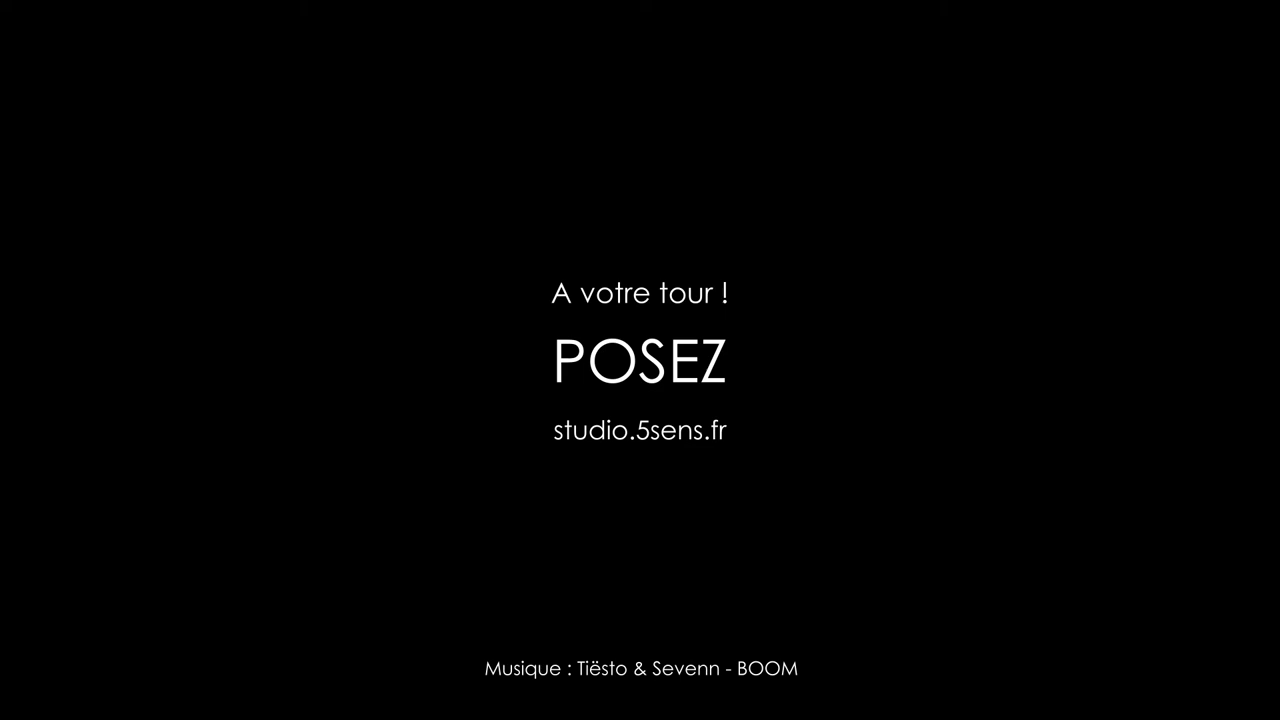 A votre tour !
POSEZ
studio.5sens.fr
Musique : Tiësto & Sevenn - BOOM